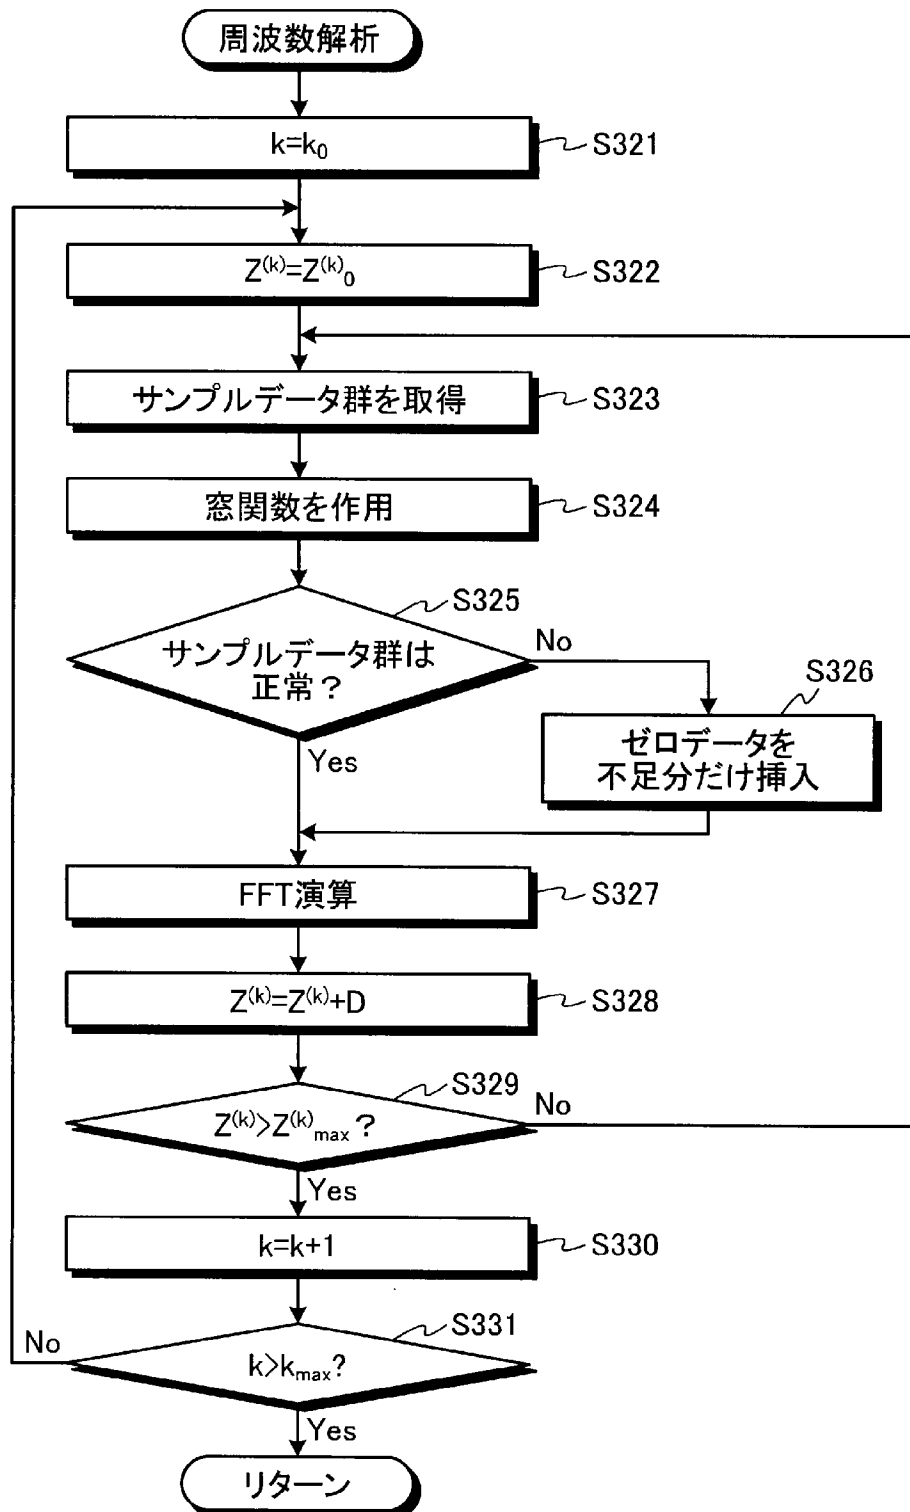 周波数解析
k=k₀ S321
Z⁽ᵏ⁾=Z⁽ᵏ⁾₀ S322
サンプルデータ群を取得 S323
窓関数を作用 S324
S325
サンプルデータ群は
正常？
No
Yes
S326
ゼロデータを
不足分だけ挿入
FFT演算 S327
Z⁽ᵏ⁾=Z⁽ᵏ⁾+D S328
S329
Z⁽ᵏ⁾>Z⁽ᵏ⁾max？
No
Yes
k=k+1 S330
S331
k>kmax?
No
Yes
リターン